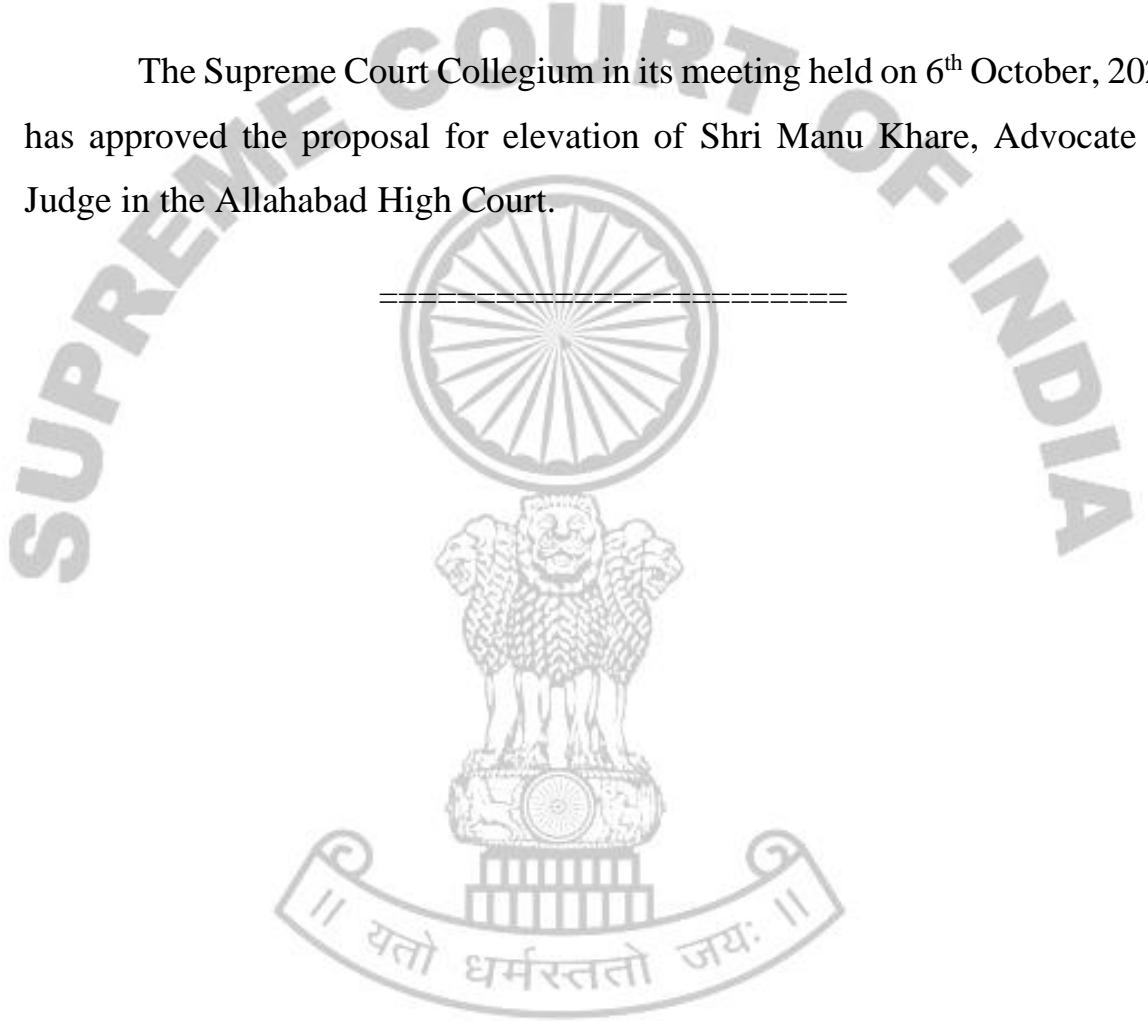 SUPREME COURT OF INDIA
The Supreme Court Collegium in its meeting held on 6th October,
has approved the proposal for elevation of Shri Manu Khare, Advocate
Judge in the Allahabad High Court.
========================
|| यतो धर्मस्ततो जयः ||